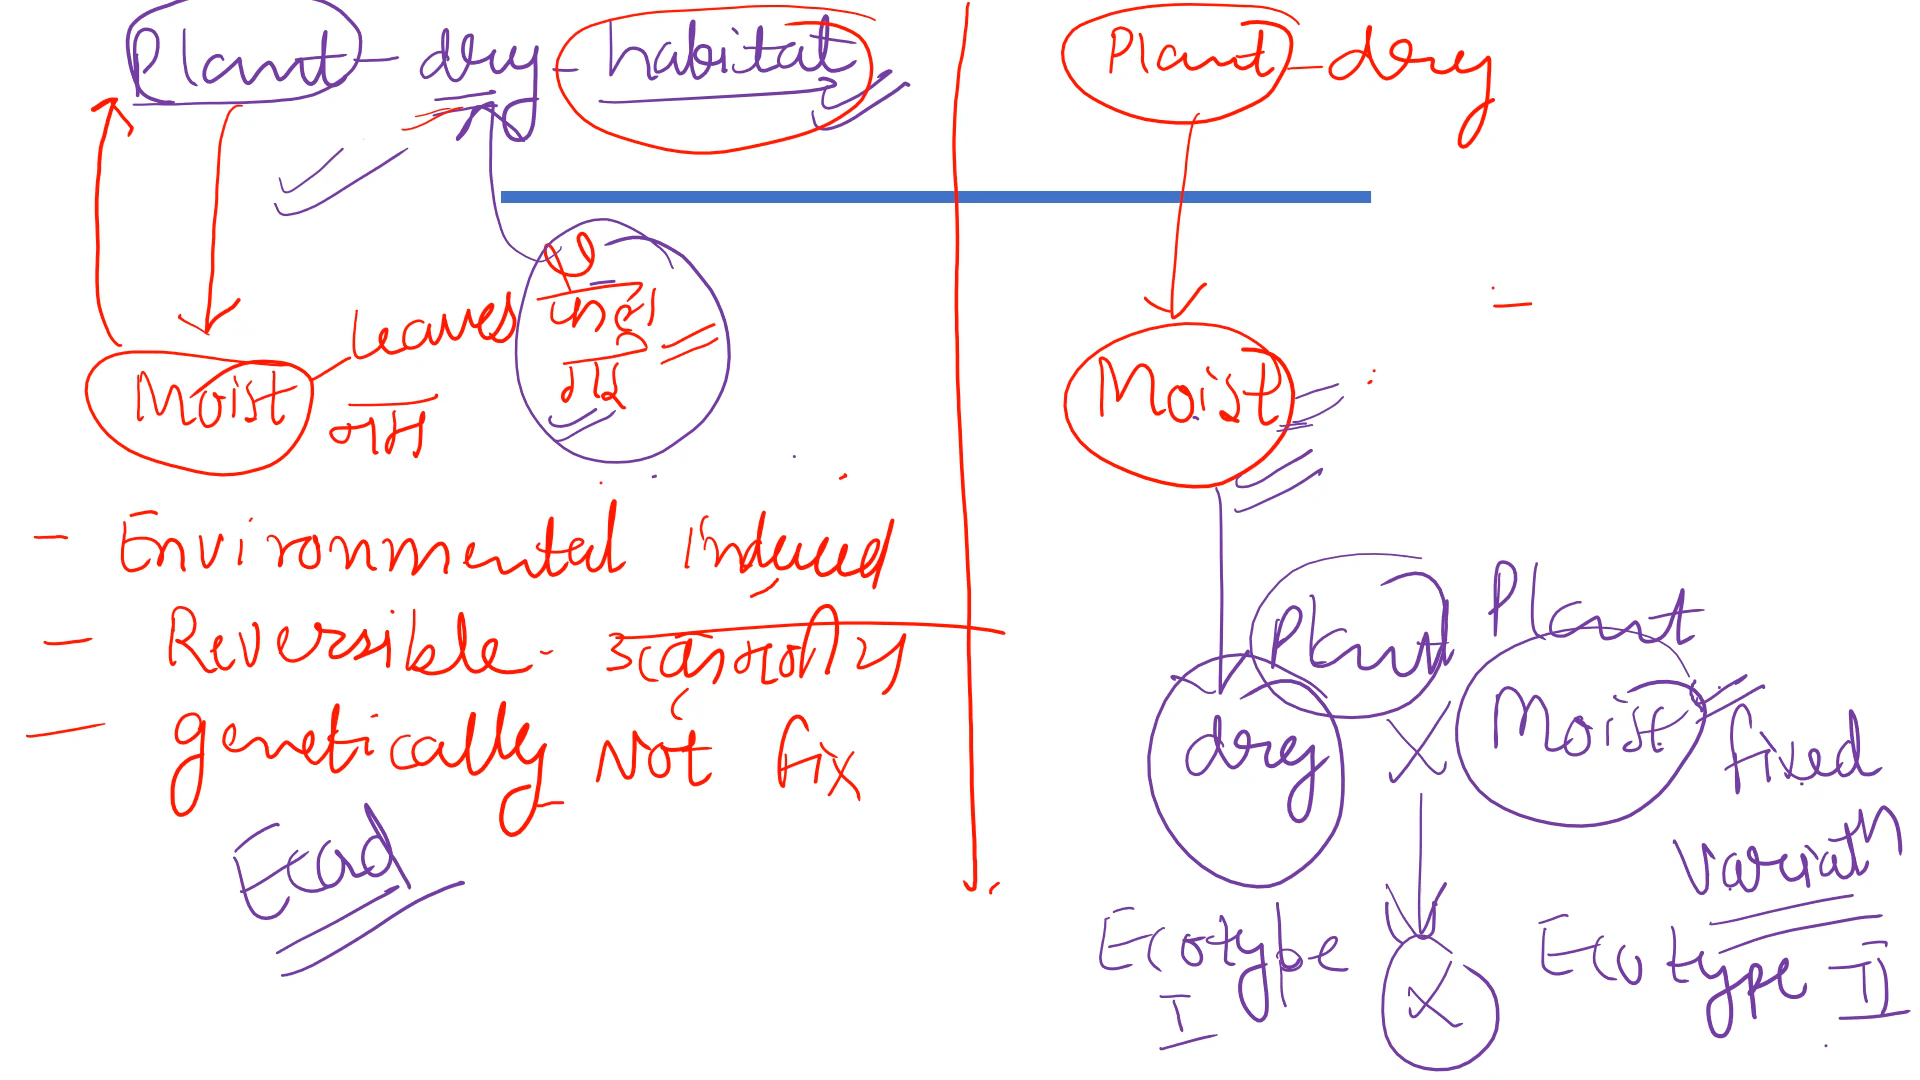 Plant - dry - habitat
Moist
leaves
नाम
- Environmental Induced
- Reversible -
- genetically Not fix
Ecad
Plant - dry
Moist
Plant
dry
X
Plant
Moist
fixed
variatn
Ecotype
I
X
Ecotype II